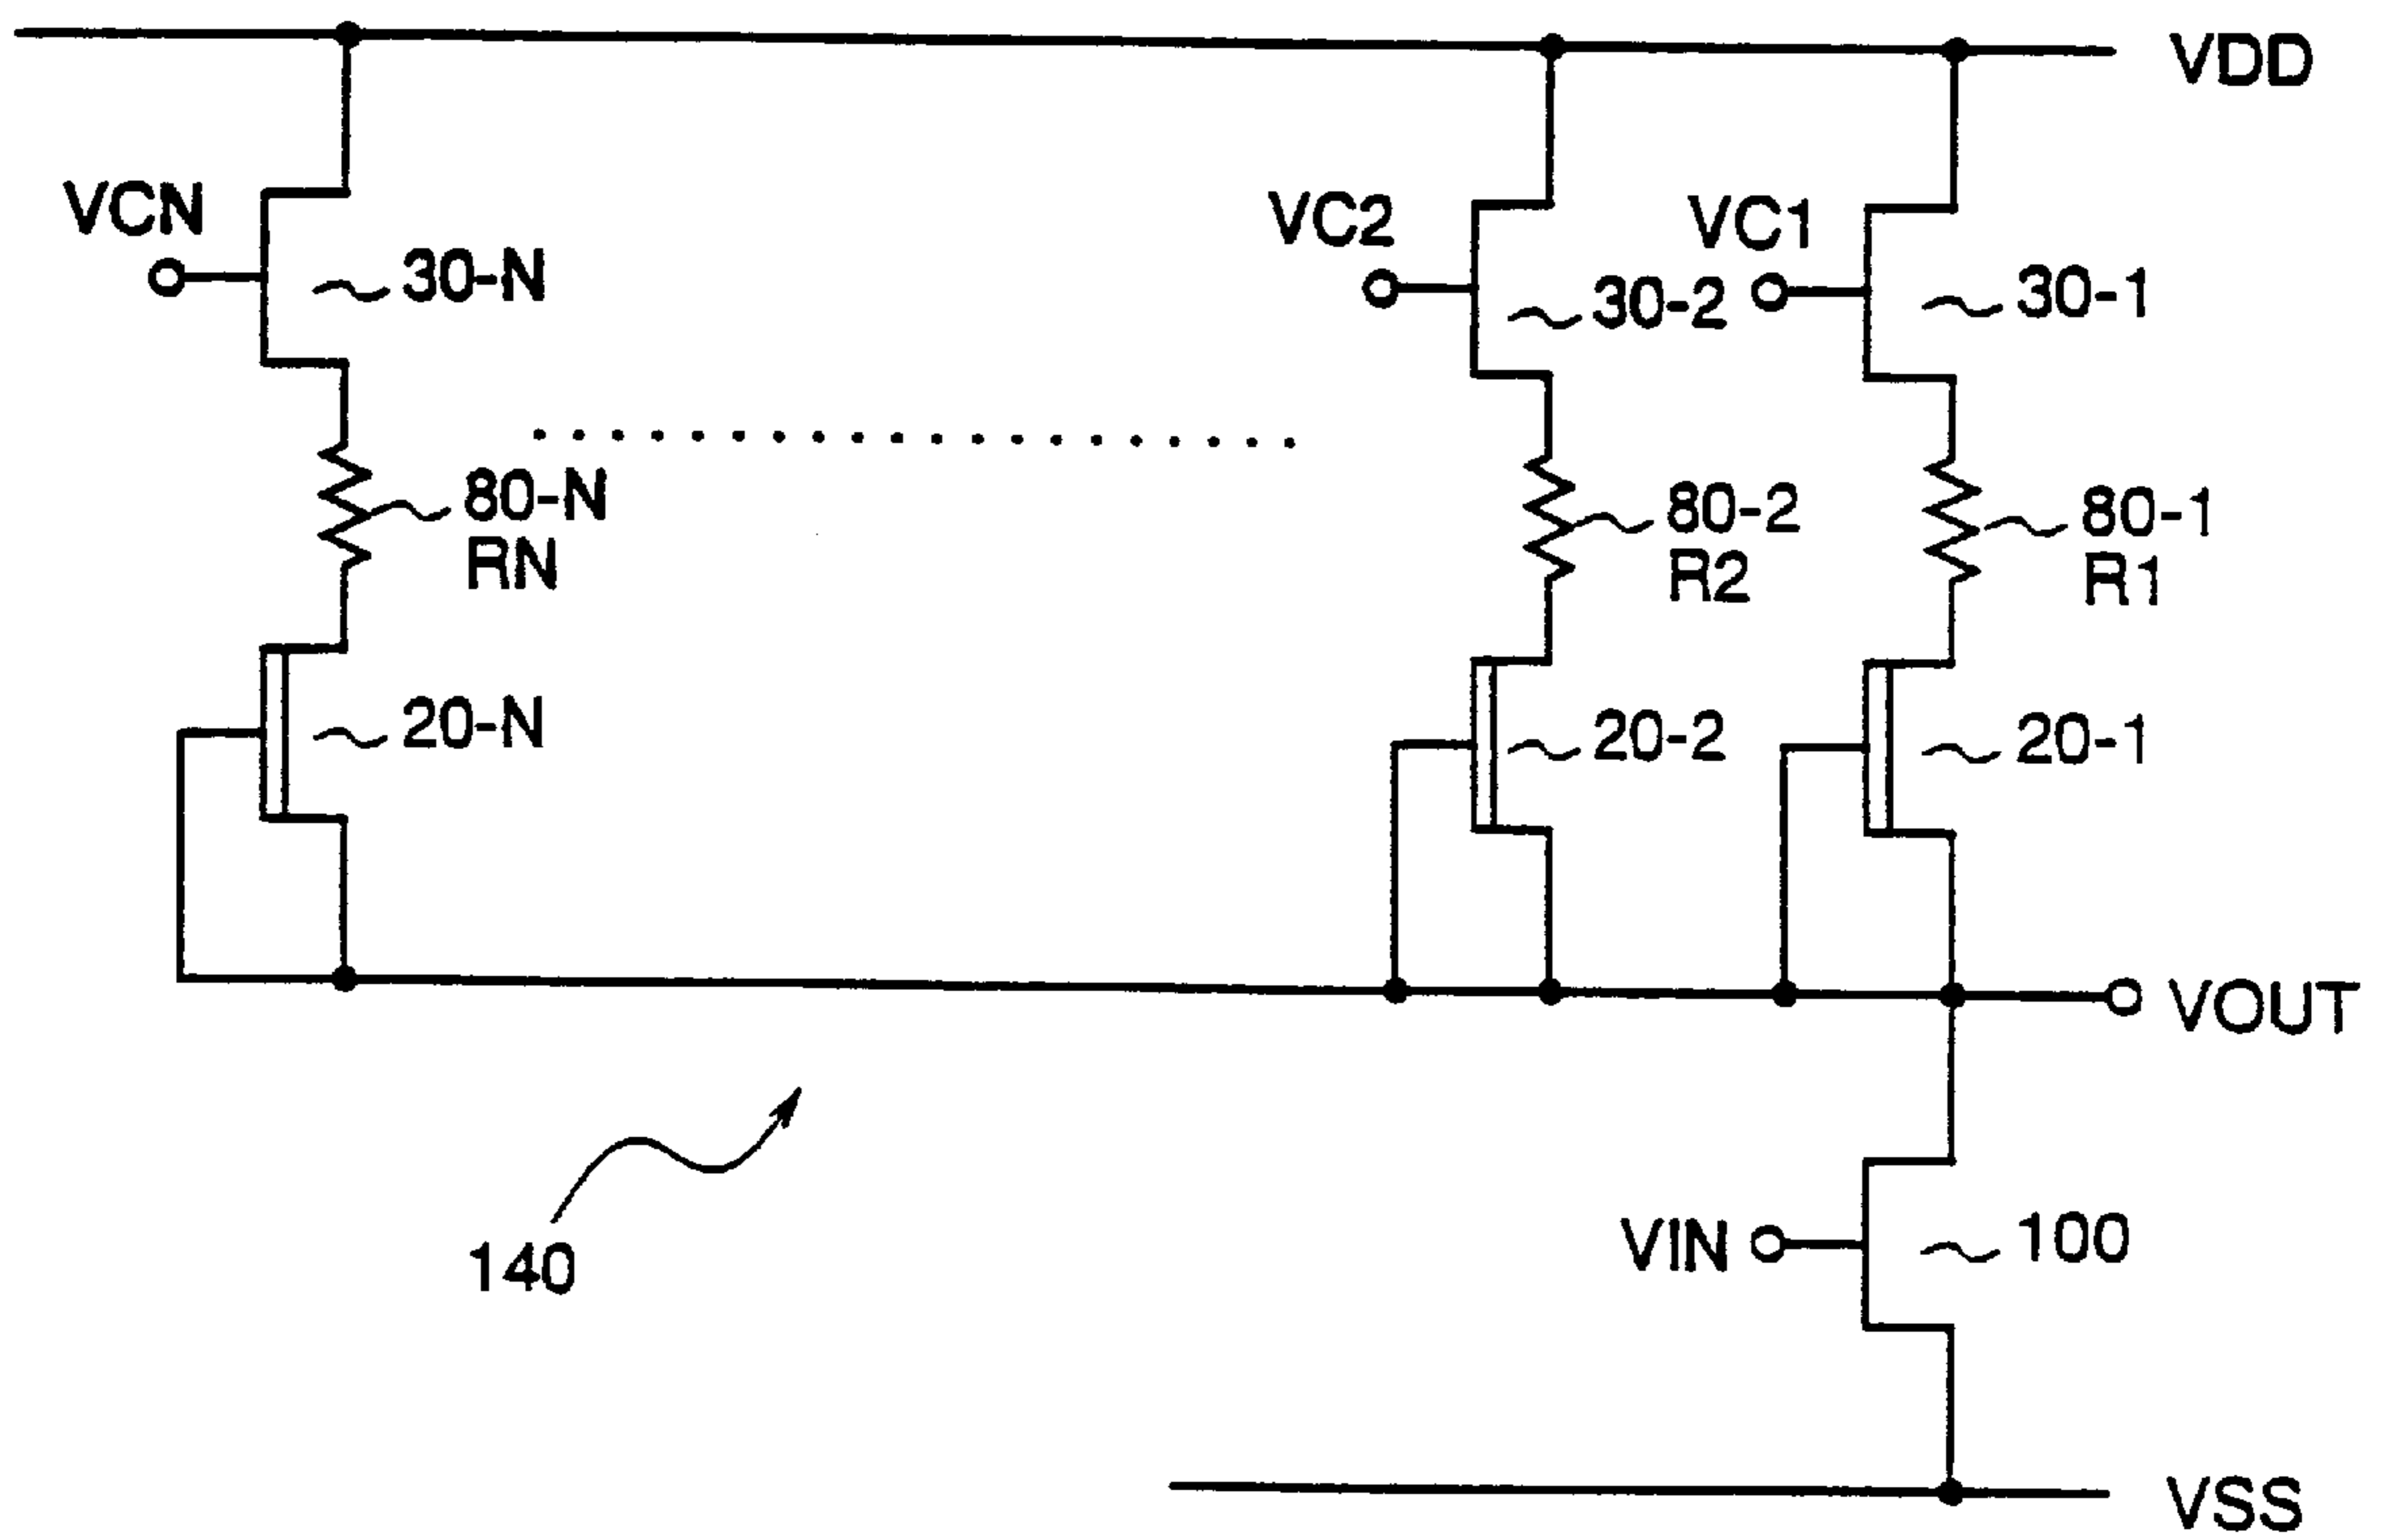 VDD
VCN
VC2
VC1
30-N
30-2
30-1
80-N
RN
80-2
R2
80-1
R1
20-N
20-2
20-1
VOUT
140
VIN
100
VSS